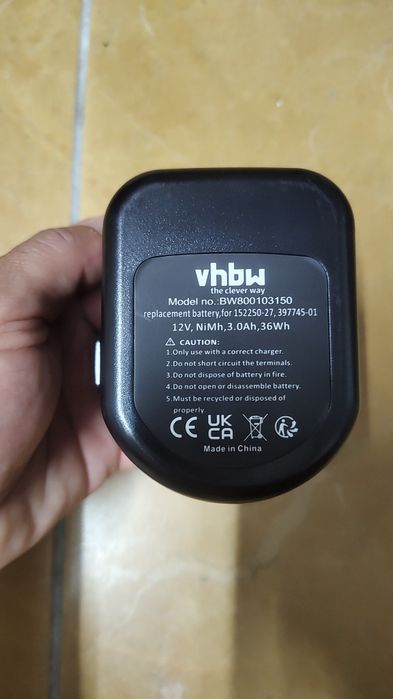 vhbw
the clever way
Model no.:BW800103150
replacement battery,for 152250-27, 397745-01
12V, NiMh,3.0Ah,36Wh
CAUTION:
1.Only use with a correct charger.
2.Do not short circuit the terminals.
3.Do not dispose of battery in fire.
4.Do not open or disassemble battery.
5.Must be recycled or disposed of
properly.
CE UK
CA
Made in China